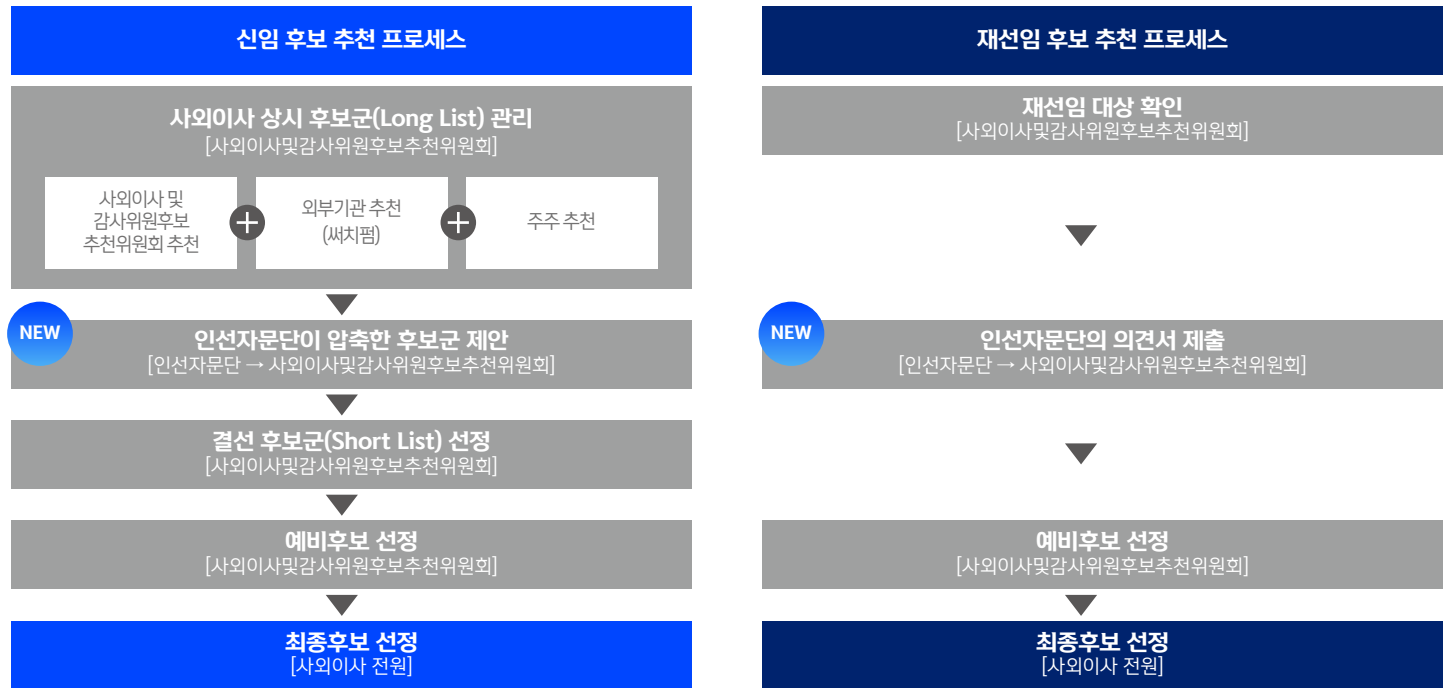 신임 후보 추천 프로세스
사외이사 상시 후보군(Long List) 관리
[사외이사및감사위원후보추천위원회]
사외이사 및
감사위원후보
추천위원회 추천
외부기관 추천
(써치펌)
주주 추천
NEW
인선자문단이 압축한 후보군 제안
[인선자문단 → 사외이사및감사위원후보추천위원회]
결선 후보군(Short List) 선정
[사외이사및감사위원후보추천위원회]
예비후보 선정
[사외이사및감사위원후보추천위원회]
최종후보 선정
[사외이사 전원]
재선임 후보 추천 프로세스
재선임 대상 확인
[사외이사및감사위원후보추천위원회]
NEW
인선자문단의 의견서 제출
[인선자문단 → 사외이사및감사위원후보추천위원회]
예비후보 선정
[사외이사및감사위원후보추천위원회]
최종후보 선정
[사외이사 전원]